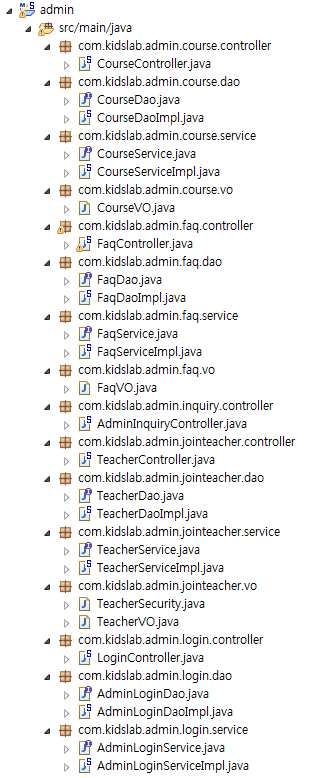 admin
src/main/java
com.kidslab.admin.course.controller
CourseController.java
com.kidslab.admin.course.dao
CourseDao.java
CourseDaoImpl.java
com.kidslab.admin.course.service
CourseService.java
CourseServiceImpl.java
com.kidslab.admin.course.vo
CourseVO.java
com.kidslab.admin.faq.controller
FaqController.java
com.kidslab.admin.faq.dao
FaqDao.java
FaqDaoImpl.java
com.kidslab.admin.faq.service
FaqService.java
FaqServiceImpl.java
com.kidslab.admin.faq.vo
FaqVO.java
com.kidslab.admin.inquiry.controller
AdminInquiryController.java
com.kidslab.admin.jointeacher.controller
TeacherController.java
com.kidslab.admin.jointeacher.dao
TeacherDao.java
TeacherDaoImpl.java
com.kidslab.admin.jointeacher.service
TeacherService.java
TeacherServiceImpl.java
com.kidslab.admin.jointeacher.vo
TeacherSecurity.java
TeacherVO.java
com.kidslab.admin.login.controller
LoginController.java
com.kidslab.admin.login.dao
AdminLoginDao.java
AdminLoginDaoImpl.java
com.kidslab.admin.login.service
AdminLoginService.java
AdminLoginServiceImpl.java